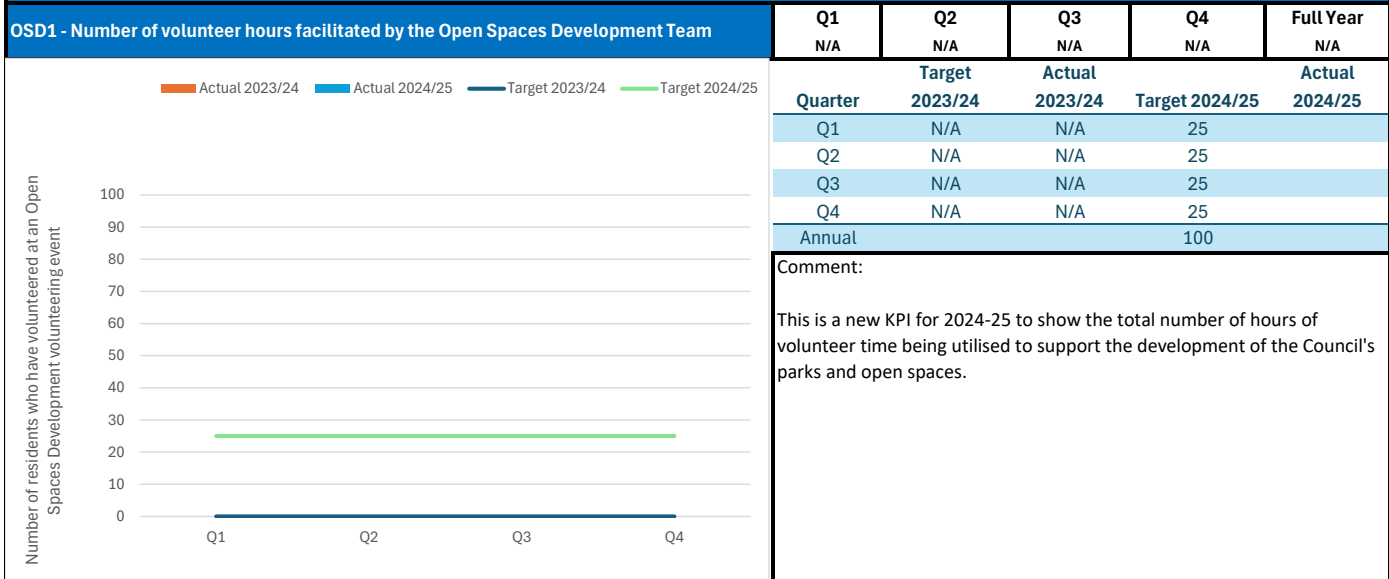 OSD1 - Number of volunteer hours facilitated by the Open Spaces Development Team
Q1 Q2 Q3 Q4 Full Year
N/A N/A N/A N/A N/A
Actual 2023/24 Actual 2024/25 Target 2023/24 Target 2024/25
Number of residents who have volunteered at an Open
Spaces Development volunteering event
100
90
80
70
60
50
40
30
20
10
0
Q1 Q2 Q3 Q4
Target Actual Actual
Quarter 2023/24 2023/24 Target 2024/25 2024/25
Q1 N/A N/A 25
Q2 N/A N/A 25
Q3 N/A N/A 25
Q4 N/A N/A 25
Annual 100
Comment:
This is a new KPI for 2024-25 to show the total number of hours of
volunteer time being utilised to support the development of the Council's
parks and open spaces.